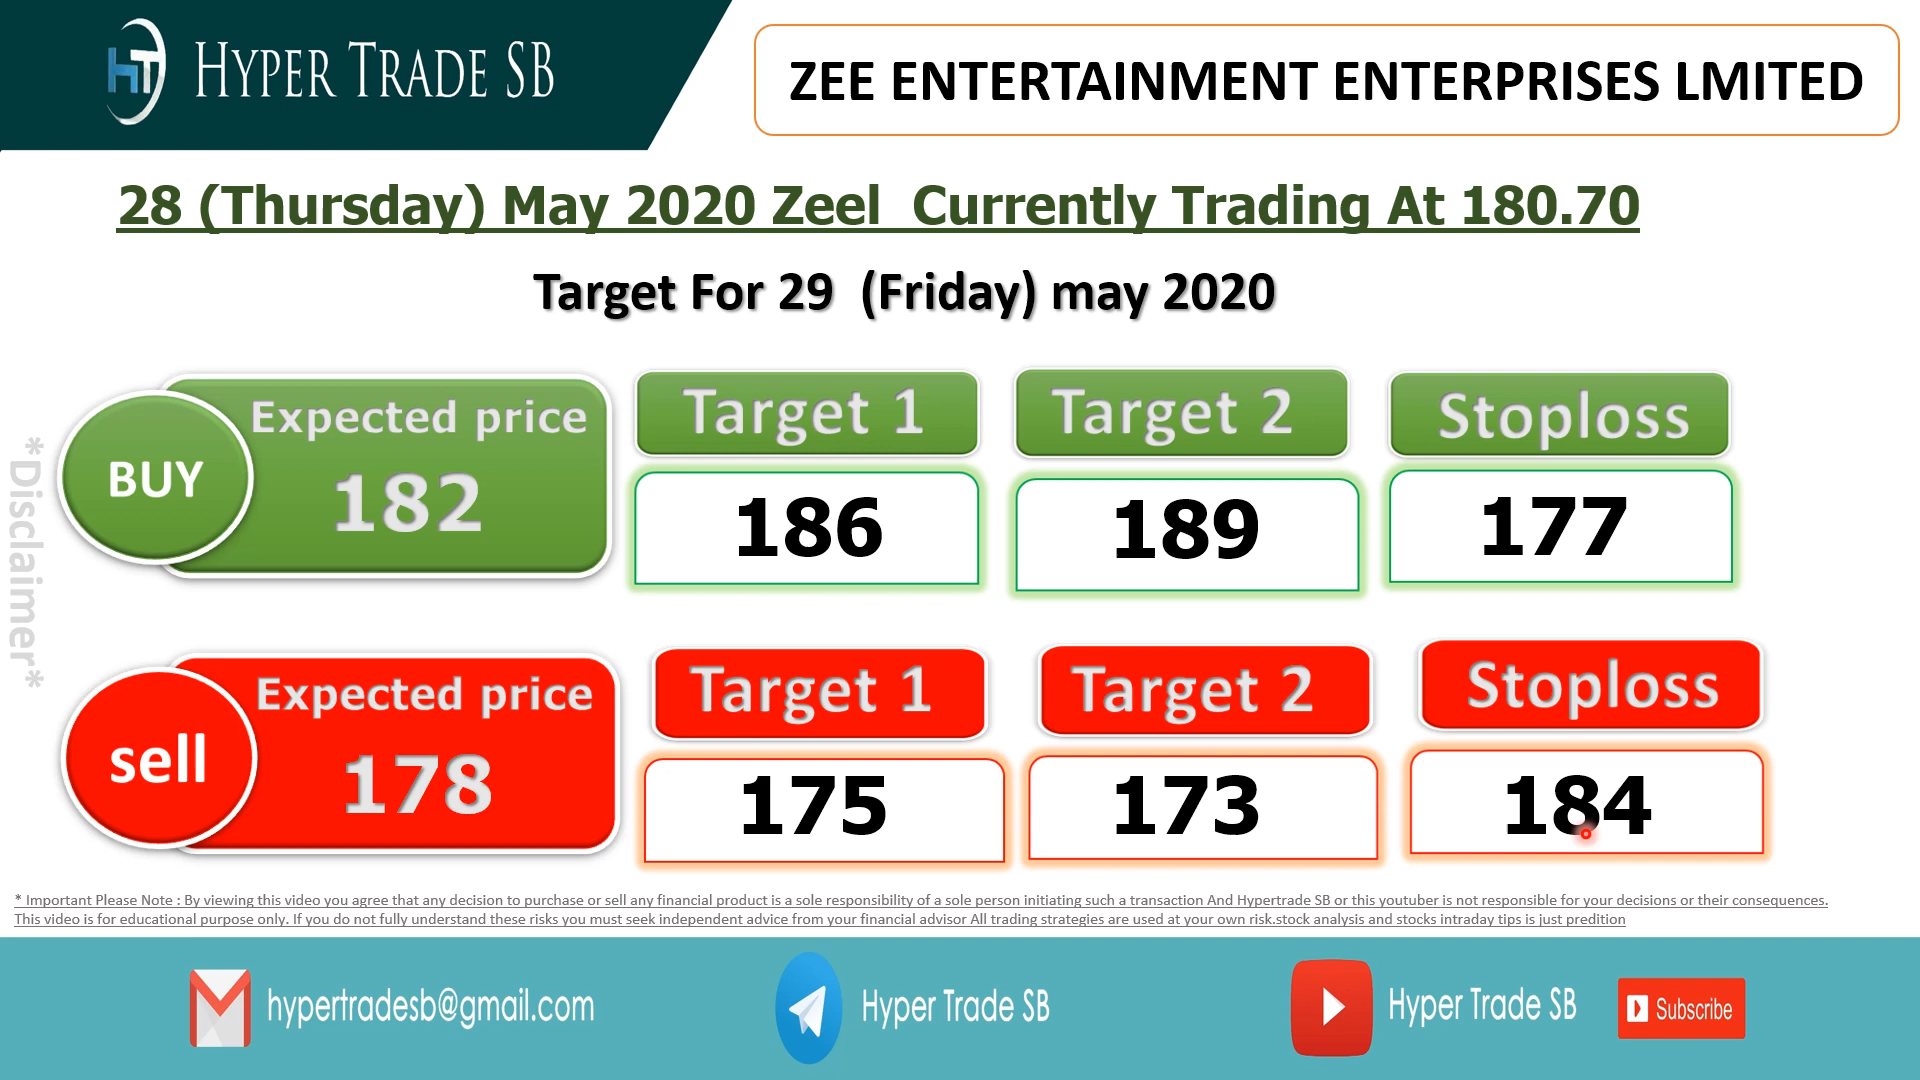 HT HYPER TRADE SB
ZEE ENTERTAINMENT ENTERPRISES LMITED
28 (Thursday) May 2020 Zeel  Currently Trading At 180.70
Target For 29  (Friday) may 2020
*Disclaimer*
BUY
Expected price
182
Target 1
186
Target 2
189
Stoploss
177
sell
Expected price
178
Target 1
175
Target 2
173
Stoploss
184
* Important Please Note : By viewing this video you agree that any decision to purchase or sell any financial product is a sole responsibility of a sole person initiating such a transaction And Hypertrade SB or this youtuber is not responsible for your decisions or their consequences.
This video is for educational purpose only. If you do not fully understand these risks you must seek independent advice from your financial advisor All trading strategies are used at your own risk.stock analysis and stocks intraday tips is just predition
hypertradesb@gmail.com
Hyper Trade SB
Hyper Trade SB
Subscribe